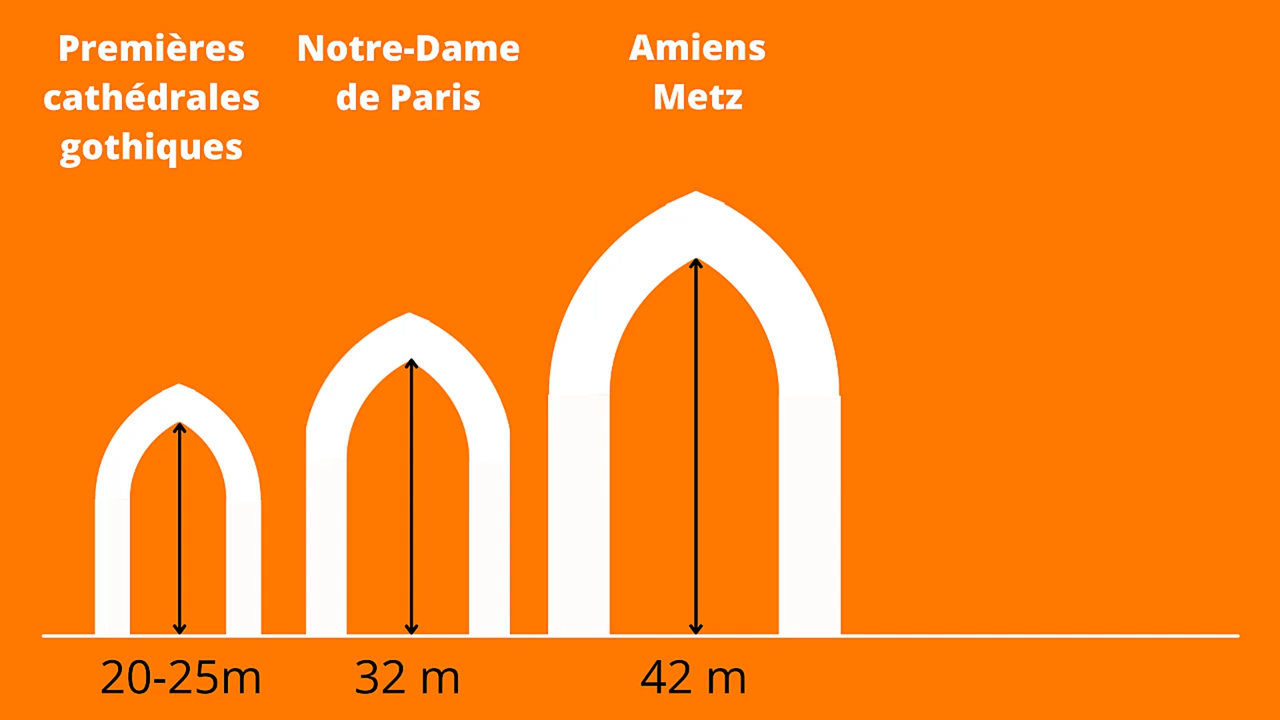 Premières
cathédrales
gothiques
Notre-Dame
de Paris
Amiens
Metz
20-25m
32 m
42 m